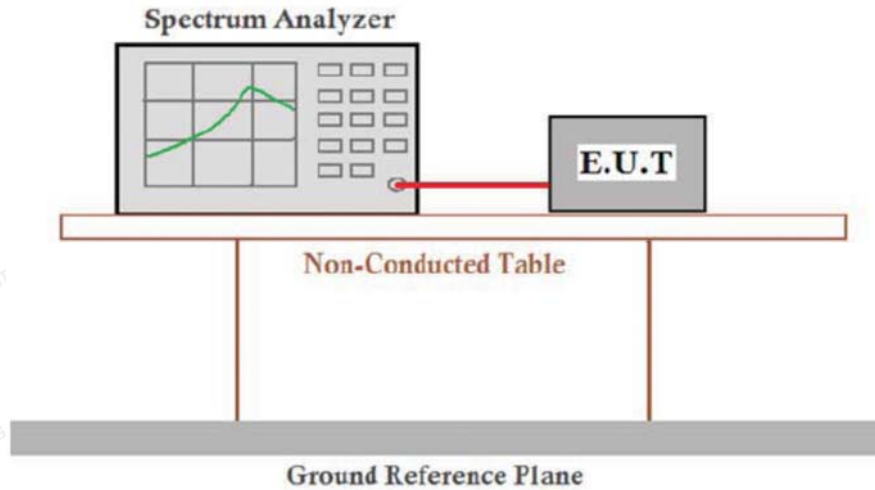 Spectrum Analyzer
E.U.T
Non-Conducted Table
Ground Reference Plane